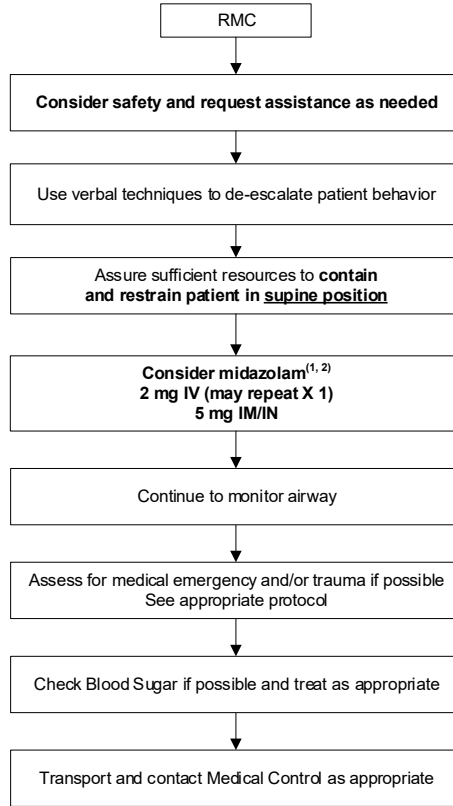 RMC
Consider safety and request assistance as needed
Use verbal techniques to de-escalate patient behavior
Assure sufficient resources to contain
and restrain patient in supine position
Consider midazolam(1, 2)
2 mg IV (may repeat X 1)
5 mg IM/IN
Continue to monitor airway
Assess for medical emergency and/or trauma if possible
See appropriate protocol
Check Blood Sugar if possible and treat as appropriate
Transport and contact Medical Control as appropriate